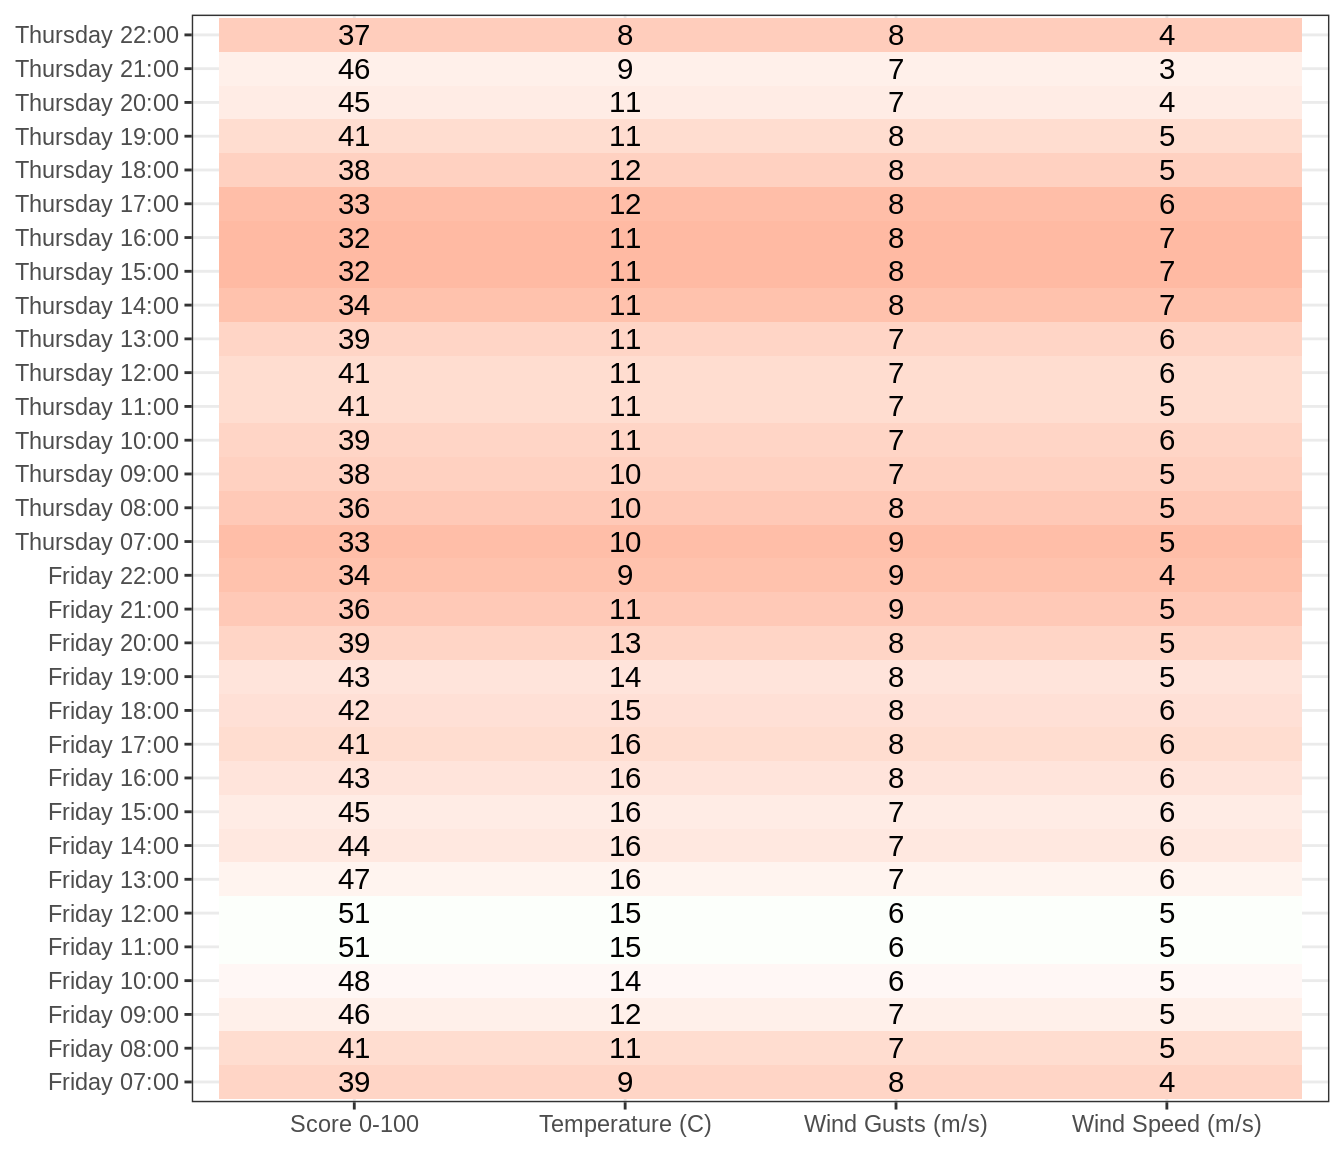 Thursday 22:00 37 8 8 4
Thursday 21:00 46 9 7 3
Thursday 20:00 45 11 7 4
Thursday 19:00 41 11 8 5
Thursday 18:00 38 12 8 5
Thursday 17:00 33 12 8 6
Thursday 16:00 32 11 8 7
Thursday 15:00 32 11 8 7
Thursday 14:00 34 11 8 7
Thursday 13:00 39 11 7 6
Thursday 12:00 41 11 7 6
Thursday 11:00 41 11 7 5
Thursday 10:00 39 11 7 6
Thursday 09:00 38 10 7 5
Thursday 08:00 36 10 8 5
Thursday 07:00 33 10 9 5
Friday 22:00 34 9 9 4
Friday 21:00 36 11 9 5
Friday 20:00 39 13 8 5
Friday 19:00 43 14 8 5
Friday 18:00 42 15 8 6
Friday 17:00 41 16 8 6
Friday 16:00 43 16 8 6
Friday 15:00 45 16 7 6
Friday 14:00 44 16 7 6
Friday 13:00 47 16 7 6
Friday 12:00 51 15 6 5
Friday 11:00 51 15 6 5
Friday 10:00 48 14 6 5
Friday 09:00 46 12 7 5
Friday 08:00 41 11 7 5
Friday 07:00 39 9 8 4
Score 0-100 Temperature (C) Wind Gusts (m/s) Wind Speed (m/s)